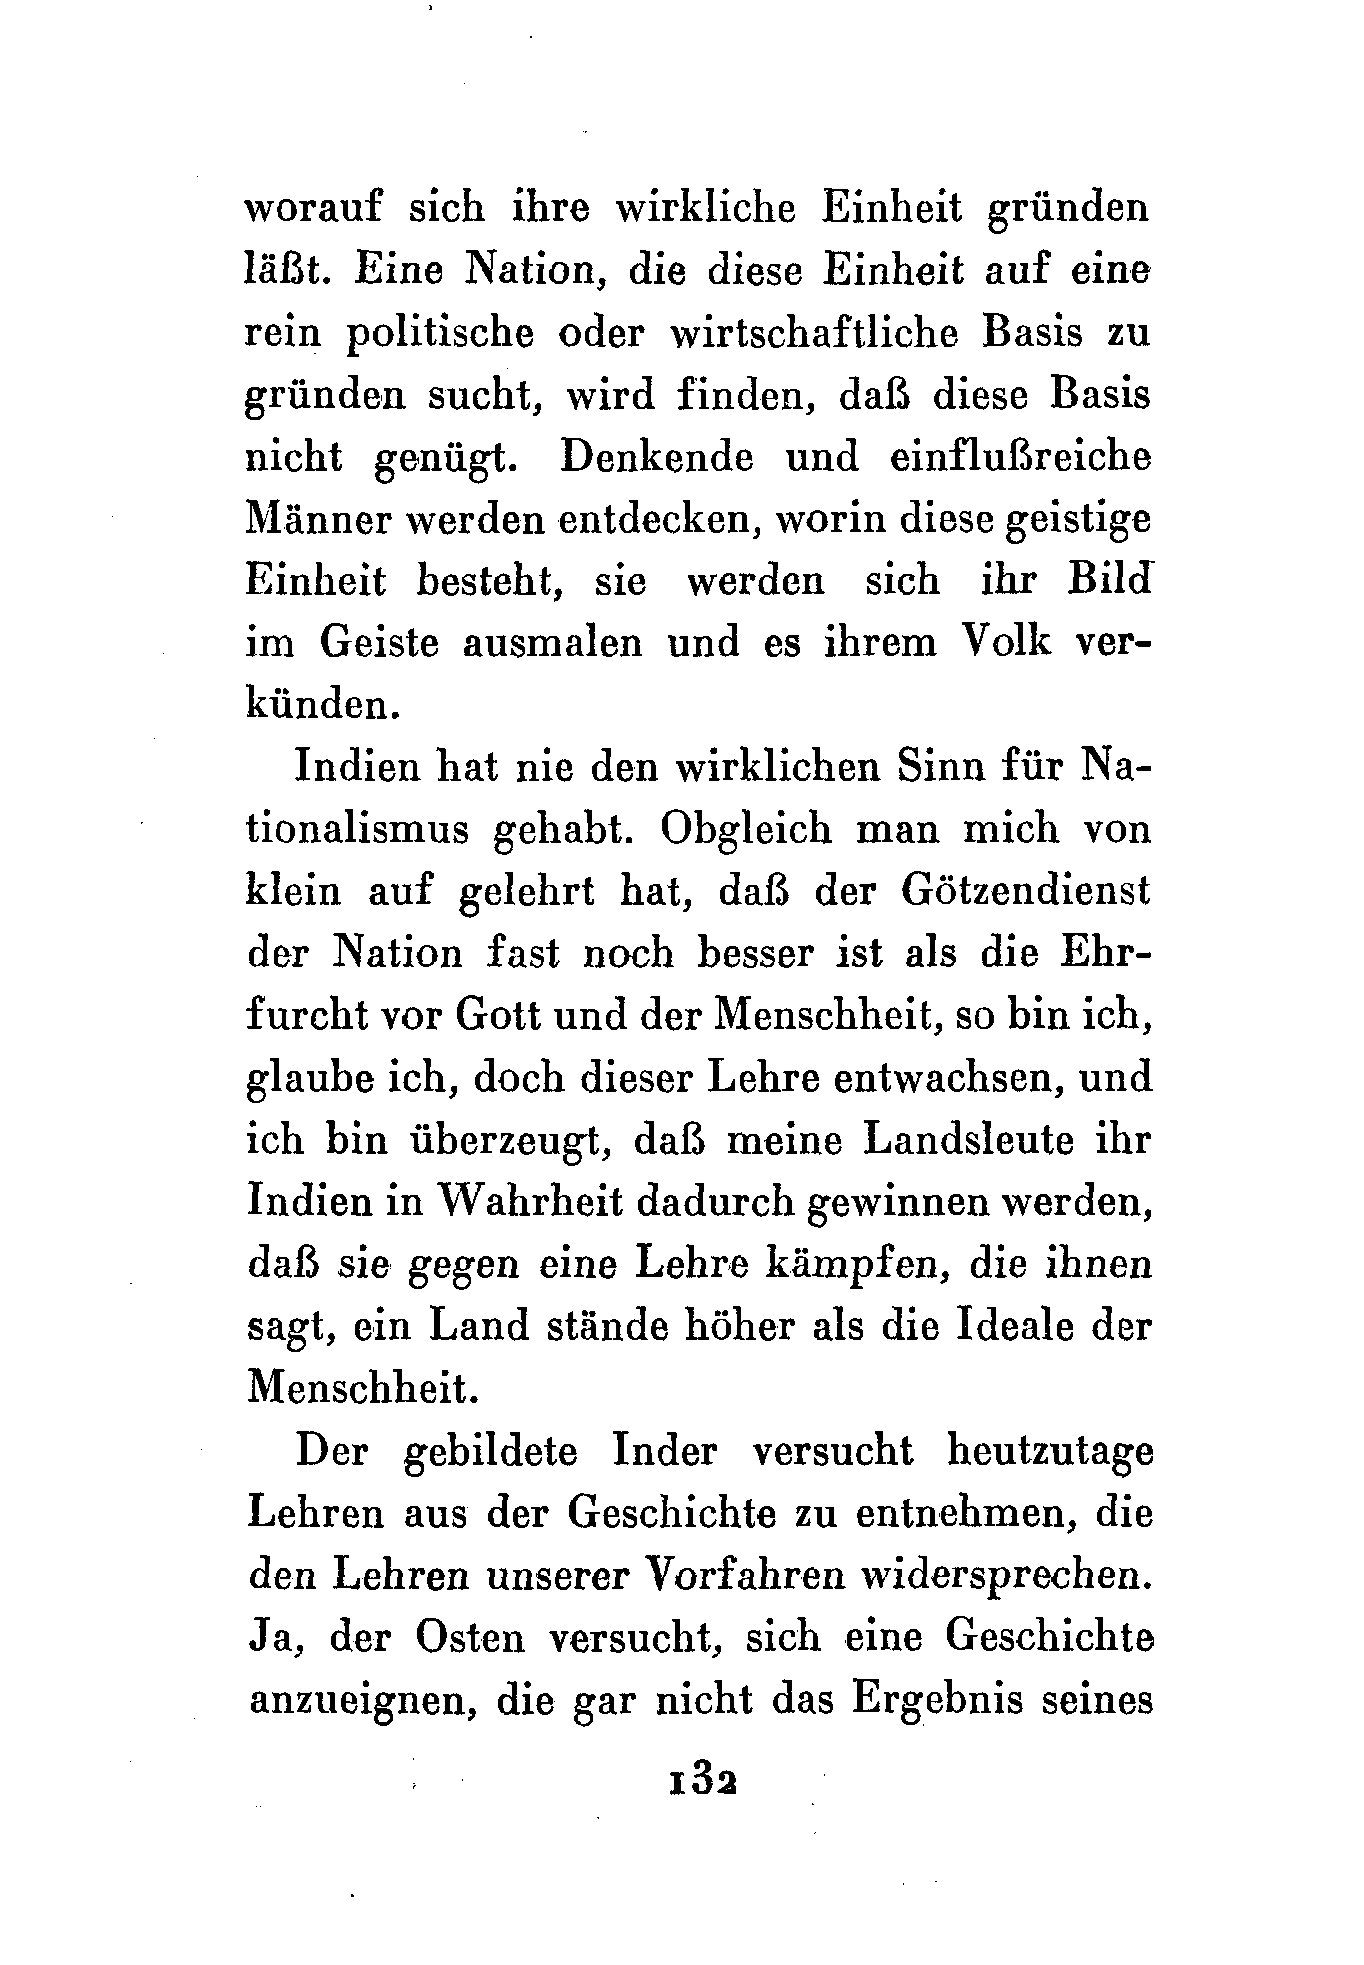 worauf sich ihre wirkliche Einheit gründen
läßt. Eine Nation, die diese Einheit auf eine
rein politische oder wirtschaftliche Basis zu
gründen sucht, wird finden, daß diese Basis
nicht genügt. Denkende und einflußreiche
Männer werden entdecken, worin diese geistige
Einheit besteht, sie werden sich ihr Bild
im Geiste ausmalen und es ihrem Volk ver-
künden.
Indien hat nie den wirklichen Sinn für Na-
tionalismus gehabt. Obgleich man mich von
klein auf gelehrt hat, daß der Götzendienst
der Nation fast noch besser ist als die Ehr-
furcht vor Gott und der Menschheit, so bin ich,
glaube ich, doch dieser Lehre entwachsen, und
ich bin überzeugt, daß meine Landsleute ihr
Indien in Wahrheit dadurch gewinnen werden,
daß sie gegen eine Lehre kämpfen, die ihnen
sagt, ein Land stände höher als die Ideale der
Menschheit.
Der gebildete Inder versucht heutzutage
Lehren aus der Geschichte zu entnehmen, die
den Lehren unserer Vorfahren widersprechen.
Ja, der Osten versucht, sich eine Geschichte
anzueignen, die gar nicht das Ergebnis seines
132